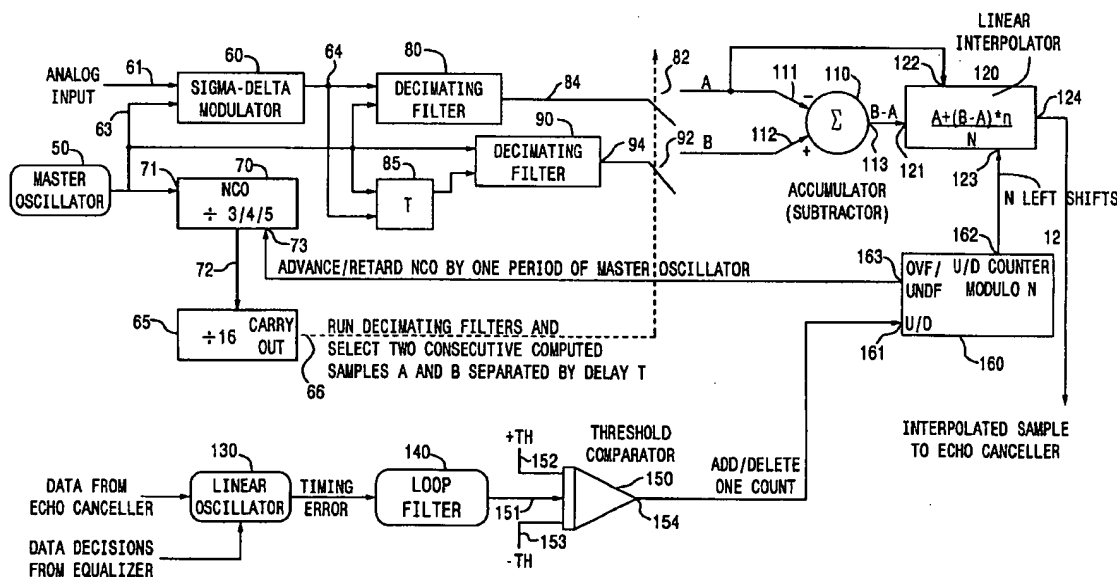 LINEAR
INTERPOLATOR
60
64
80
82
ANALOG
INPUT
61
SIGMA-DELTA
MODULATOR
DECIMATING
FILTER
84
A
111
110
122
120
124
63
90
92
Σ
B-A
A+(B-A)*n
N
50
MASTER
OSCILLATOR
71
70
NCO
÷ 3/4/5
85
T
DECIMATING
FILTER
94
B
112
−
+
113
121
123
ACCUMULATOR
(SUBTRACTOR)
N LEFT SHIFTS
73
72
12
162
163
ADVANCE/RETARD NCO BY ONE PERIOD OF MASTER OSCILLATOR
OVF/
UNDF
U/D COUNTER
MODULO N
U/D
161
160
65
÷16
CARRY
OUT
66
RUN DECIMATING FILTERS AND
SELECT TWO CONSECUTIVE COMPUTED
SAMPLES A AND B SEPARATED BY DELAY T
INTERPOLATED SAMPLE
TO ECHO CANCELLER
+TH
152
THRESHOLD
COMPARATOR
150
130
140
DATA FROM
ECHO CANCELLER
LINEAR
OSCILLATOR
TIMING
ERROR
LOOP
FILTER
151
154
ADD/DELETE
ONE COUNT
153
-TH
DATA DECISIONS
FROM EQUALIZER